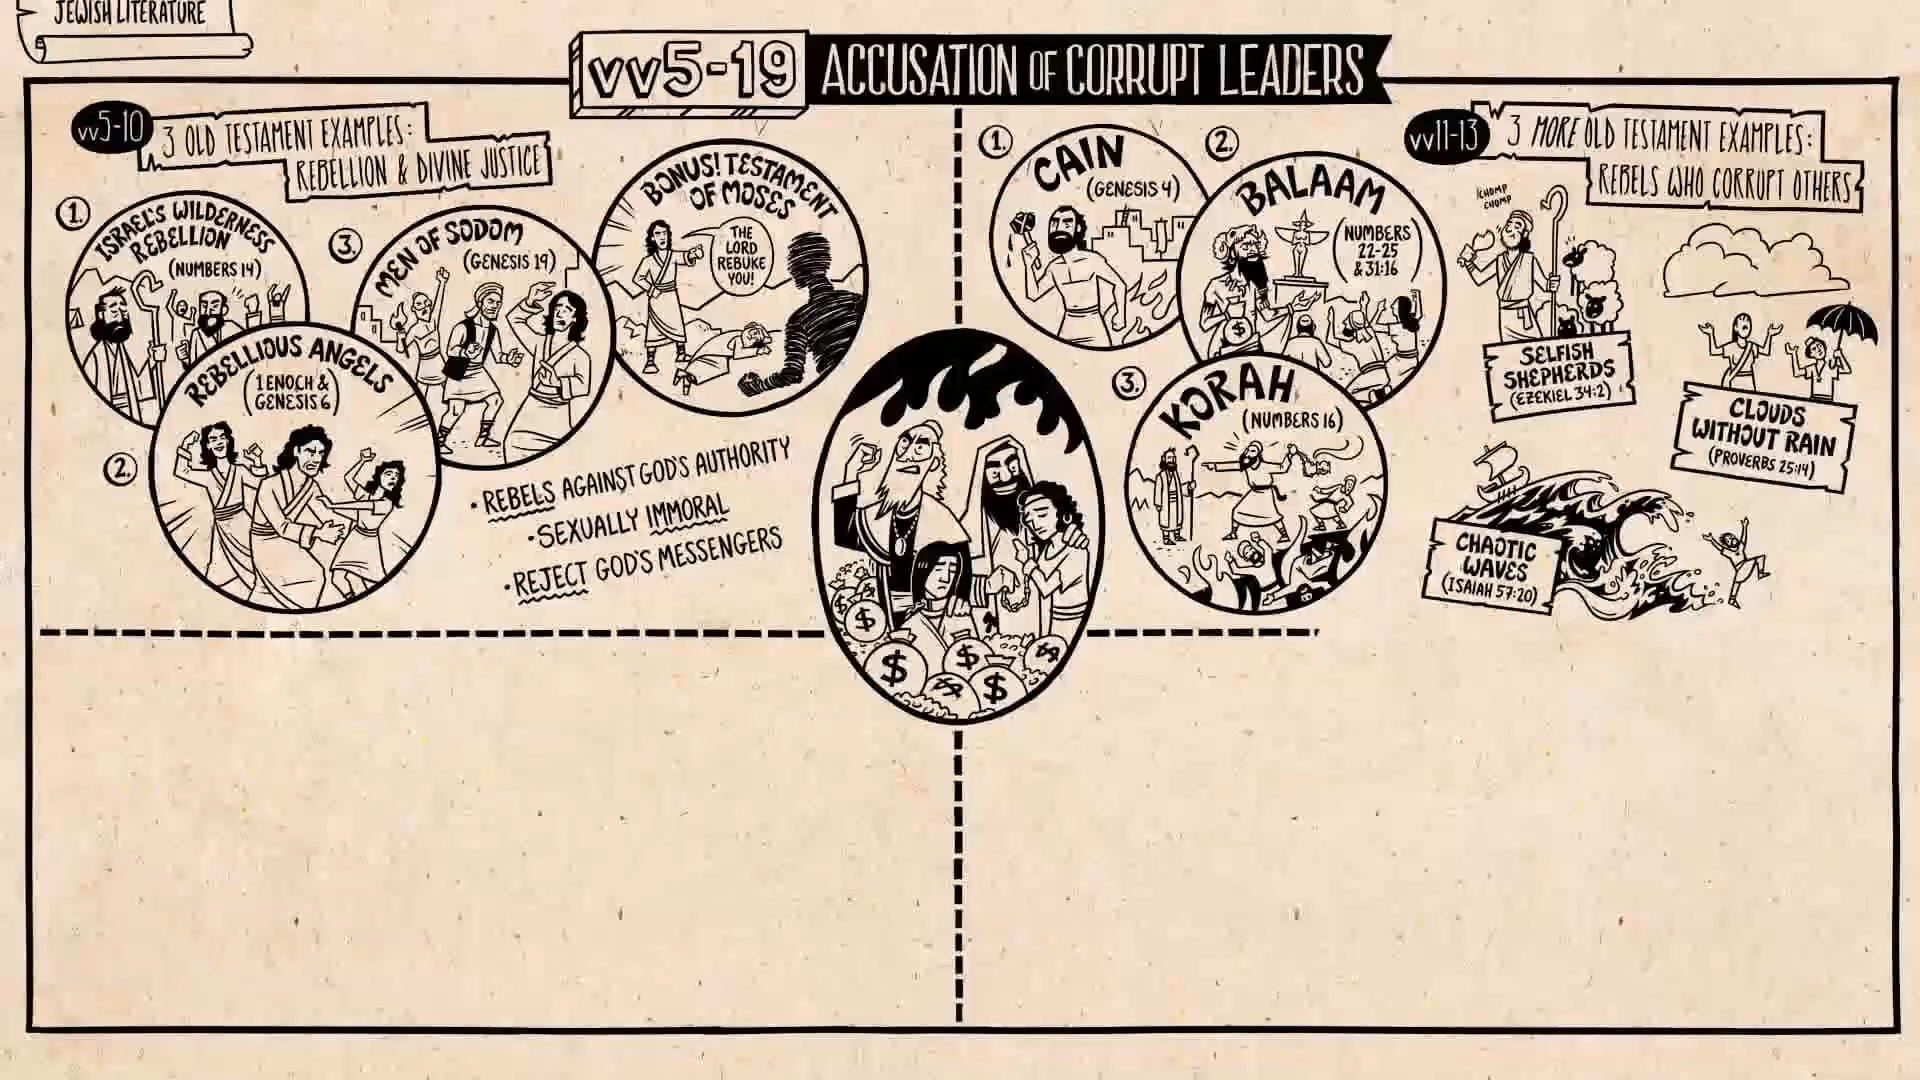 JEWISH LITERATURE
vv5-19 ACCUSATION OF CORRUPT LEADERS
vv5-10
3 OLD TESTAMENT EXAMPLES:
REBELLION & DIVINE JUSTICE
1.
ISRAEL'S WILDERNESS
REBELLION
(NUMBERS 14)
2.
REBELLIOUS ANGELS
(1 ENOCH &
GENESIS 6)
3.
MEN OF SODOM
(GENESIS 19)
BONUS! TESTAMENT
OF MOSES
THE
LORD
REBUKE
YOU!
• REBELS AGAINST GOD'S AUTHORITY
• SEXUALLY IMMORAL
• REJECT GOD'S MESSENGERS
$
$
$
$
1.
CAIN
(GENESIS 4)
2.
BALAAM
(NUMBERS
22-25
& 31:16)
$
3.
KORAH
(NUMBERS 16)
vv11-13
3 MORE OLD TESTAMENT EXAMPLES:
REBELS WHO CORRUPT OTHERS
CHOMP
CHOMP
SELFISH
SHEPHERDS
(EZEKIEL 34:2)
CLOUDS
WITHOUT RAIN
(PROVERBS 25:14)
CHAOTIC
WAVES
(ISAIAH 57:20)